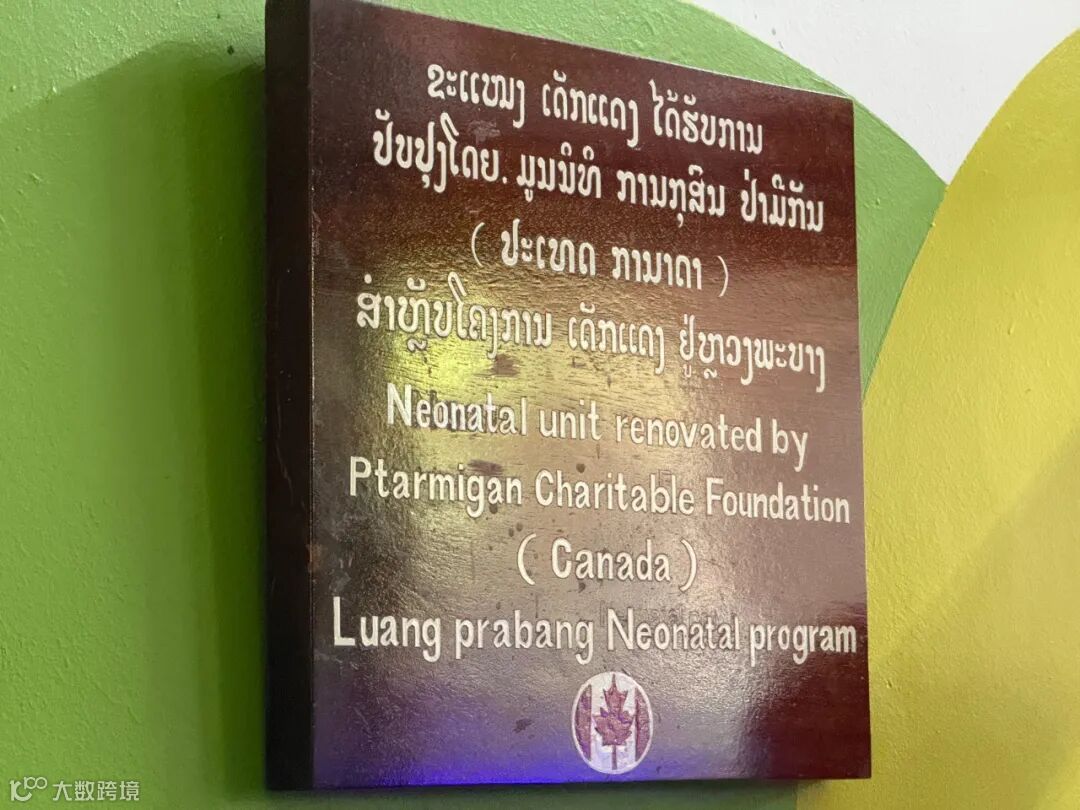 ຂະແໜງ ເດັກແດງ ໄດ້ຮັບການ
ປັບປຸງໂດຍ. ມູນນິທິ ການກຸສົນ ປ່າມີກັນ
( ປະເທດ ການາດາ )
ສຳຫຼັບໂຄງການ ເດັກແດງ ຢູ່ຫຼວງພະບາງ
Neonatal unit renovated by
Ptarmigan Charitable Foundation
( Canada )
Luang prabang Neonatal program
大数跨境